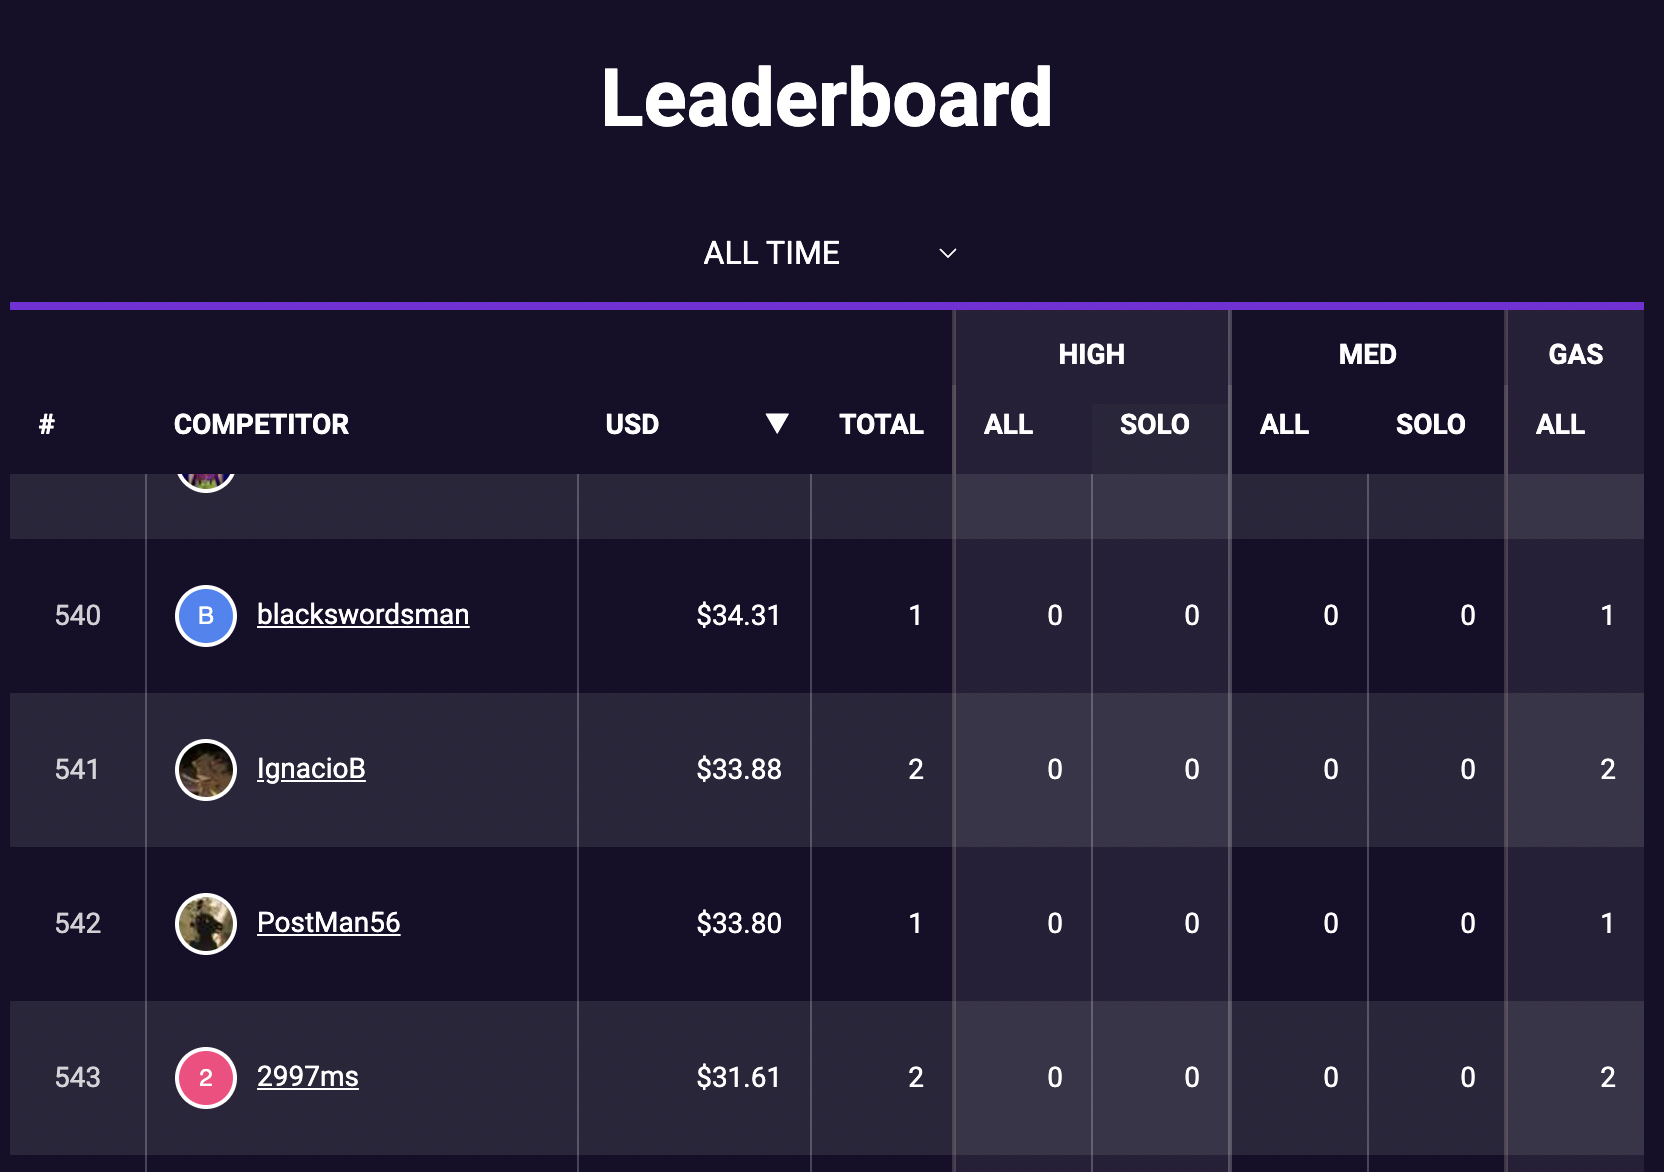 Leaderboard
ALL TIME
HIGH MED GAS
# COMPETITOR USD ▼ TOTAL ALL SOLO ALL SOLO ALL
540 B blackswordsman $34.31 1 0 0 0 0 1
541 IgnacioB $33.88 2 0 0 0 0 2
542 PostMan56 $33.80 1 0 0 0 0 1
543 2 2997ms $31.61 2 0 0 0 0 2